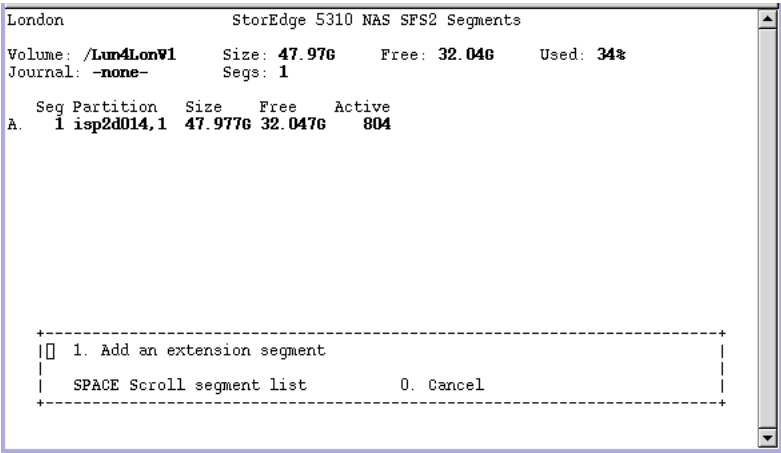 London StorEdge 5310 NAS SFS2 Segments
Volume: /Lun4LonV1 Size: 47.97G Free: 32.04G Used: 34%
Journal: -none- Segs: 1
Seg Partition Size Free Active
A. 1 isp2d014,1 47.977G 32.047G 804
1. Add an extension segment
SPACE Scroll segment list 0. Cancel